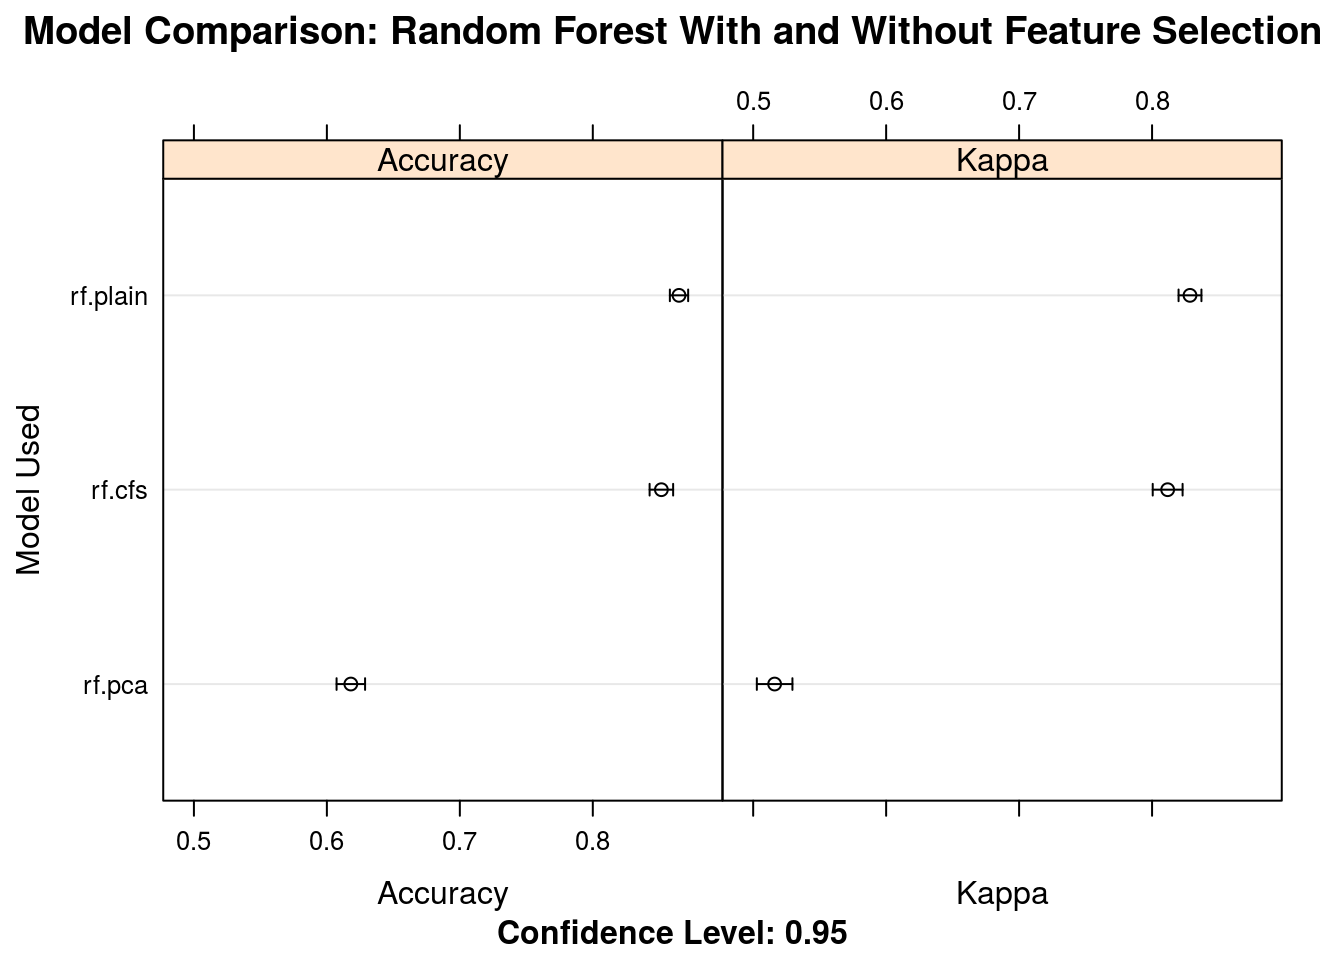 Model Comparison: Random Forest With and Without Feature Selection
0.5 0.6 0.7 0.8
Accuracy Kappa
rf.plain
rf.cfs
rf.pca
Model Used
0.5 0.6 0.7 0.8
Accuracy Kappa
Confidence Level: 0.95